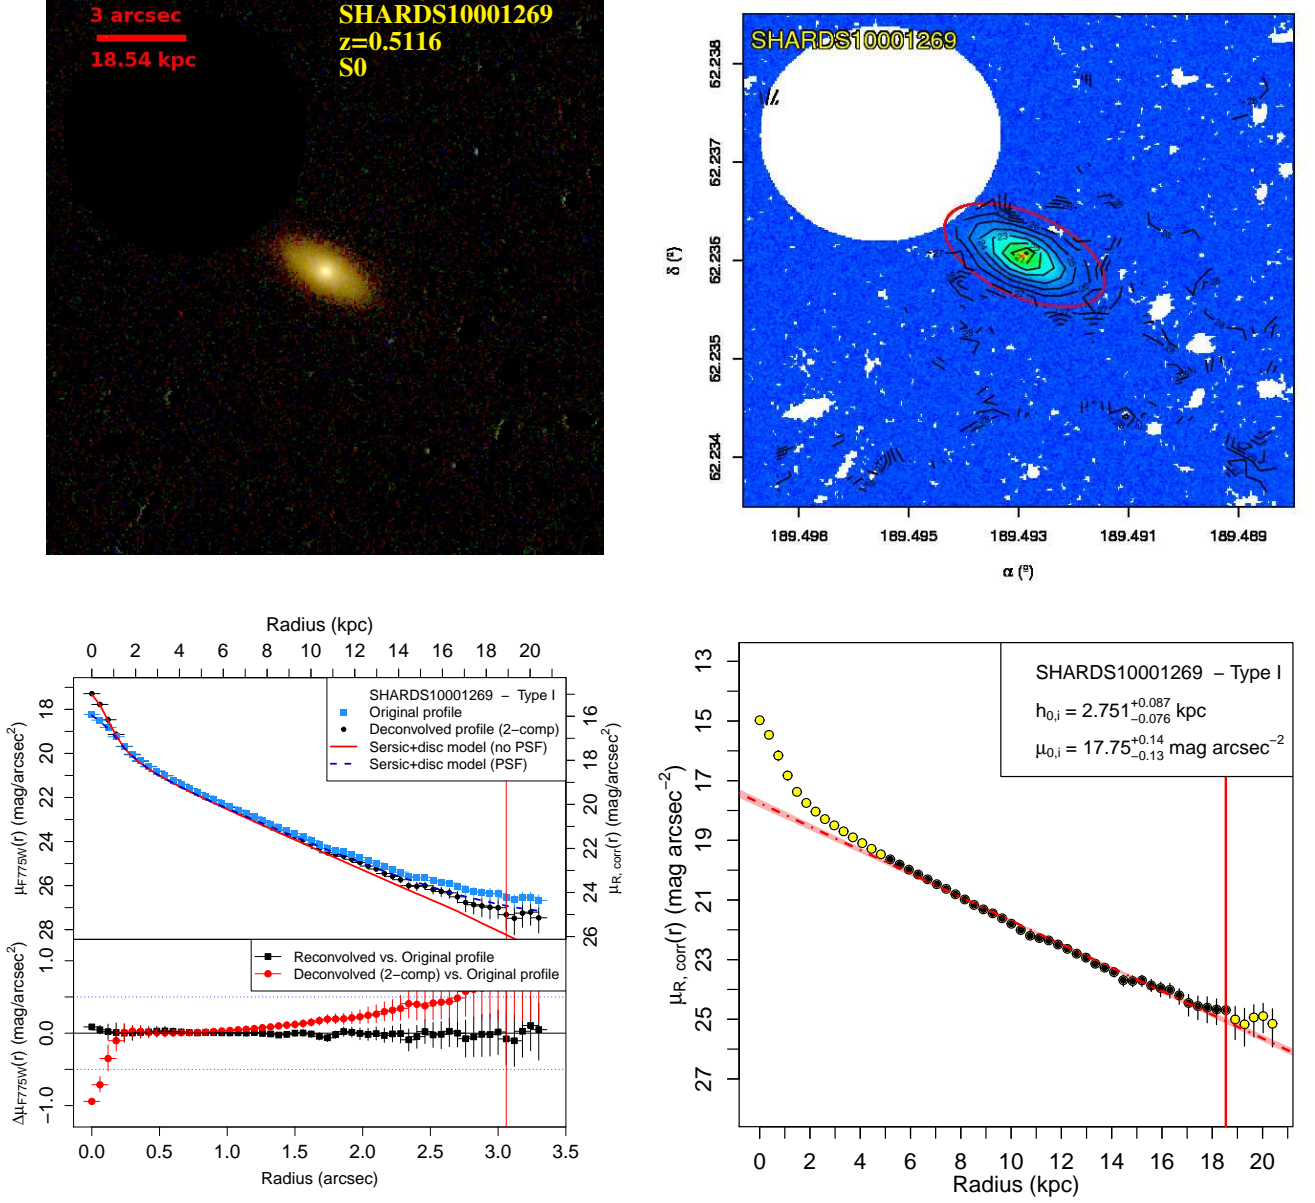 3 arcsec
18.54 kpc
SHARDS10001269
z=0.5116
S0
SHARDS10001269
62.238
62.237
62.236
62.235
62.234
δ (º)
189.496 189.495 189.493 189.491 189.489
α (º)
Radius (kpc)
0 2 4 6 8 10 12 14 16 18 20
SHARDS10001269 − Type I
Original profile
Deconvolved profile (2−comp)
Sersic+disc model (no PSF)
Sersic+disc model (PSF)
18 20 22 24 26 28
μF775W(r) (mag/arcsec²)
16 18 20 22 24 26
μR, corr(r) (mag/arcsec²)
Reconvolved vs. Original profile
Deconvolved (2−comp) vs. Original profile
1.0 0.0 −1.0
ΔμF775W(r) (mag/arcsec²)
0.0 0.5 1.0 1.5 2.0 2.5 3.0 3.5
Radius (arcsec)
SHARDS10001269 − Type I
h0,i = 2.751 +0.087 −0.076 kpc
μ0,i = 17.75 +0.14 −0.13 mag arcsec−2
13 15 17 19 21 23 25 27
μR, corr(r) (mag arcsec−2)
0 2 4 6 8 10 12 14 16 18 20
Radius (kpc)